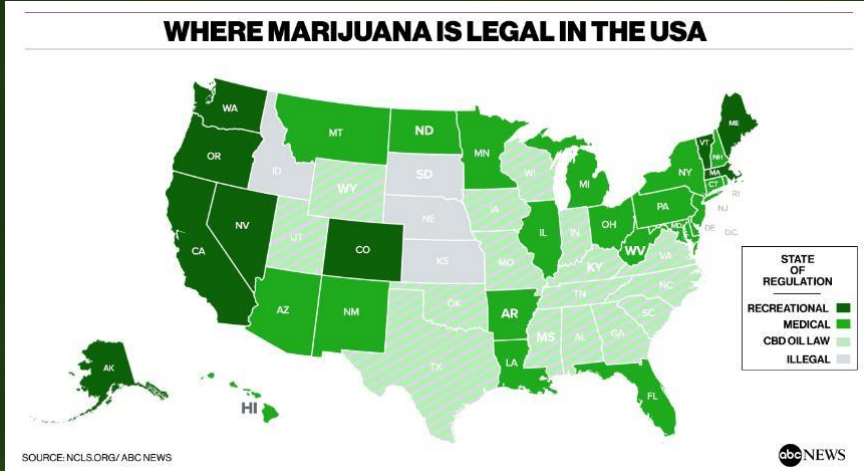 WHERE MARIJUANA IS LEGAL IN THE USA
WA
MT
ND
MN
ME
VT
NH
OR
ID
WY
SD
WI
MI
NY
MA
CT
RI
NV
UT
CO
NE
IA
IL
IN
OH
PA
NJ
MD
DE
DC
CA
KS
MO
KY
WV
VA
AZ
NM
OK
AR
TN
NC
SC
TX
LA
MS
AL
GA
FL
AK
HI
STATE
OF
REGULATION
RECREATIONAL
MEDICAL
CBD OIL LAW
ILLEGAL
SOURCE: NCLS.ORG/ ABC NEWS
abc NEWS